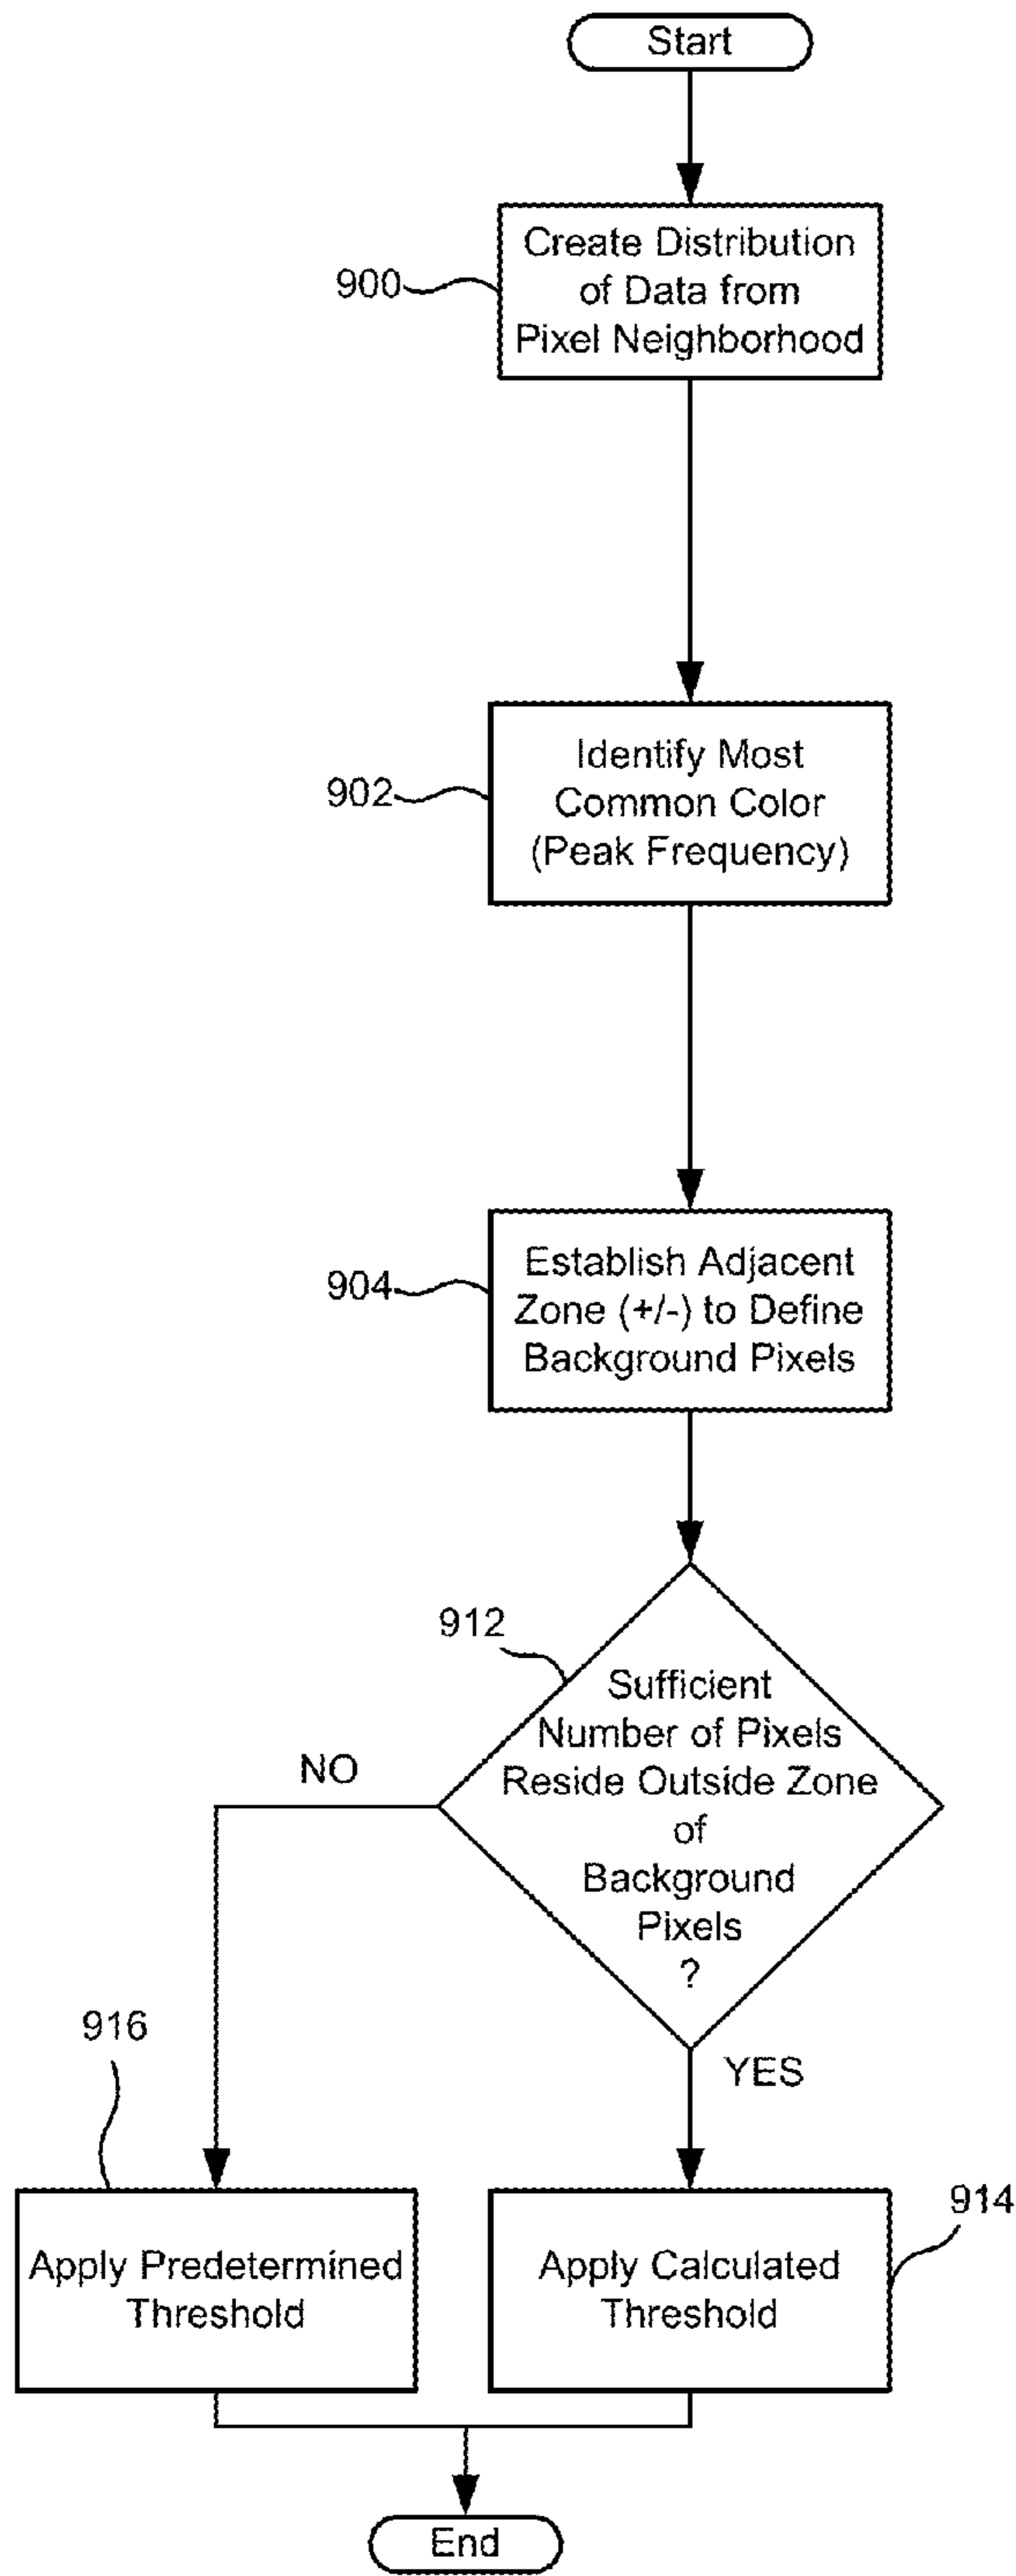 Start
900
Create Distribution
of Data from
Pixel Neighborhood
902
Identify Most
Common Color
(Peak Frequency)
904
Establish Adjacent
Zone (+/-) to Define
Background Pixels
912
Sufficient
Number of Pixels
Reside Outside Zone
of
Background
Pixels
?
NO
YES
916
Apply Predetermined
Threshold
914
Apply Calculated
Threshold
End